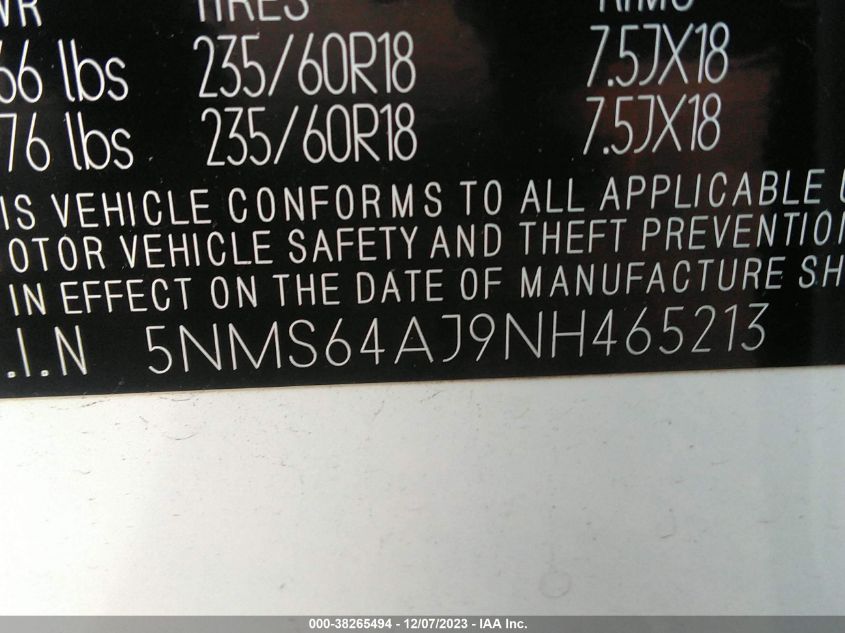 TIRES
66 lbs 235/60R18 7.5JX18
76 lbs 235/60R18 7.5JX18
IS VEHICLE CONFORMS TO ALL APPLICABLE U
OTOR VEHICLE SAFETY AND THEFT PREVENTION
IN EFFECT ON THE DATE OF MANUFACTURE SH
.I.N 5NMS64AJ9NH465213
000-38265494 - 12/07/2023 - IAA Inc.